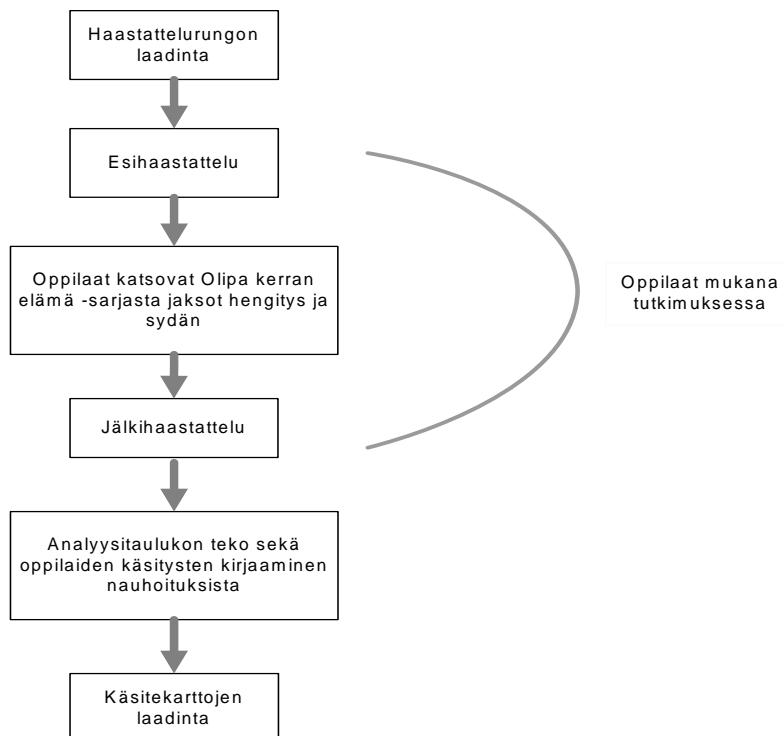 Haastattelurungon
laadinta
Esihaastattelu
Oppilaat katsovat Olipa kerran
elämä -sarjasta jaksot hengitys ja
sydän
Oppilaat mukana
tutkimuksessa
Jälkihaastattelu
Analyysitaulukon teko sekä
oppilaiden käsitysten kirjaaminen
nauhoituksista
Käsitekarttojen
laadinta